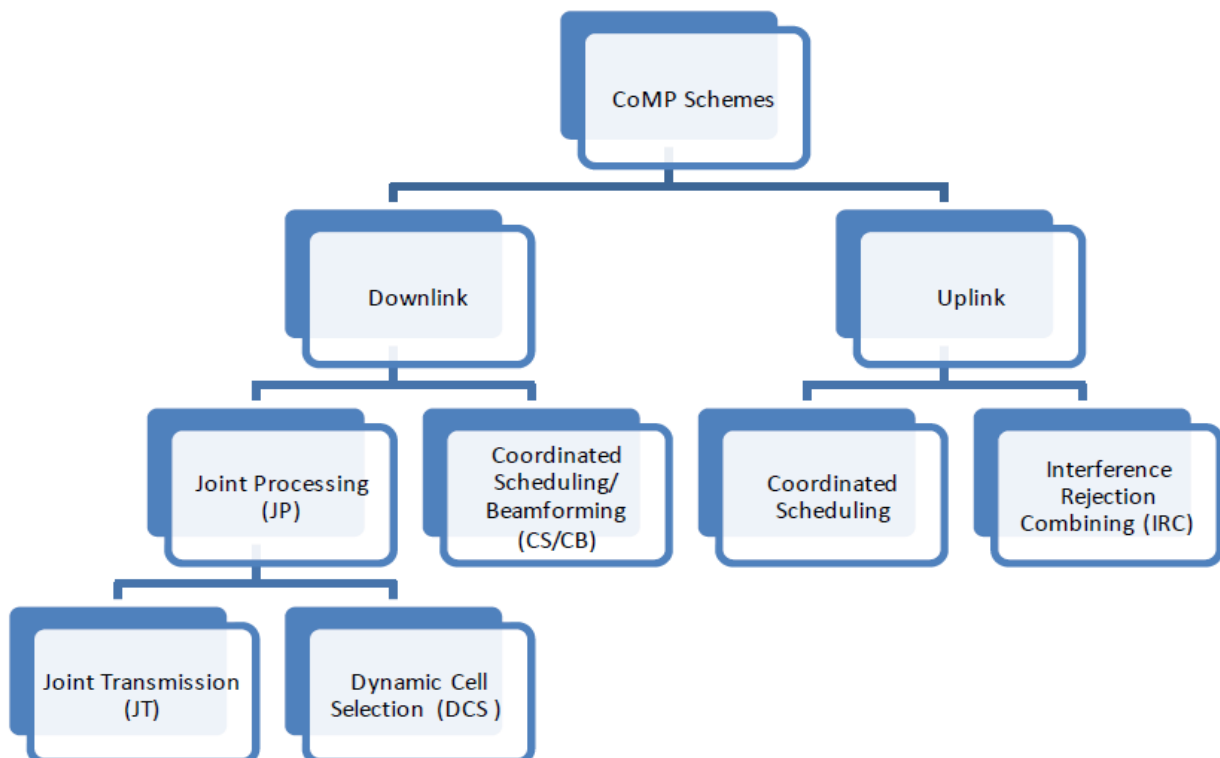 CoMP Schemes
Downlink
Uplink
Joint Processing
(JP)
Coordinated
Scheduling/
Beamforming
(CS/CB)
Coordinated
Scheduling
Interference
Rejection
Combining (IRC)
Joint Transmission
(JT)
Dynamic Cell
Selection (DCS )